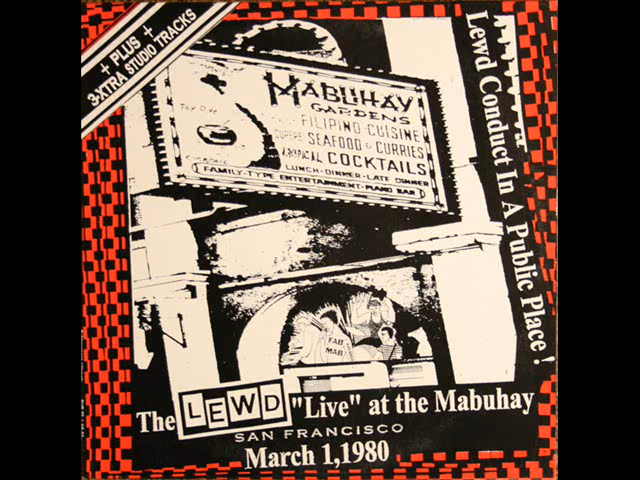 + PLUS +
3-XTRA STUDIO TRACKS
Lewd Conduct In A Public Place!
MABUHAY
GARDENS
FILIPINO CUISINE
SEAFOOD & CURRIES
COCKTAILS
LUNCH-DINNER-LATE DINNER
FAMILY-TYPE ENTERTAINMENT-PIANO BAR
FAB
MAB
The LEWD "Live" at the Mabuhay
SAN FRANCISCO
March 1,1980